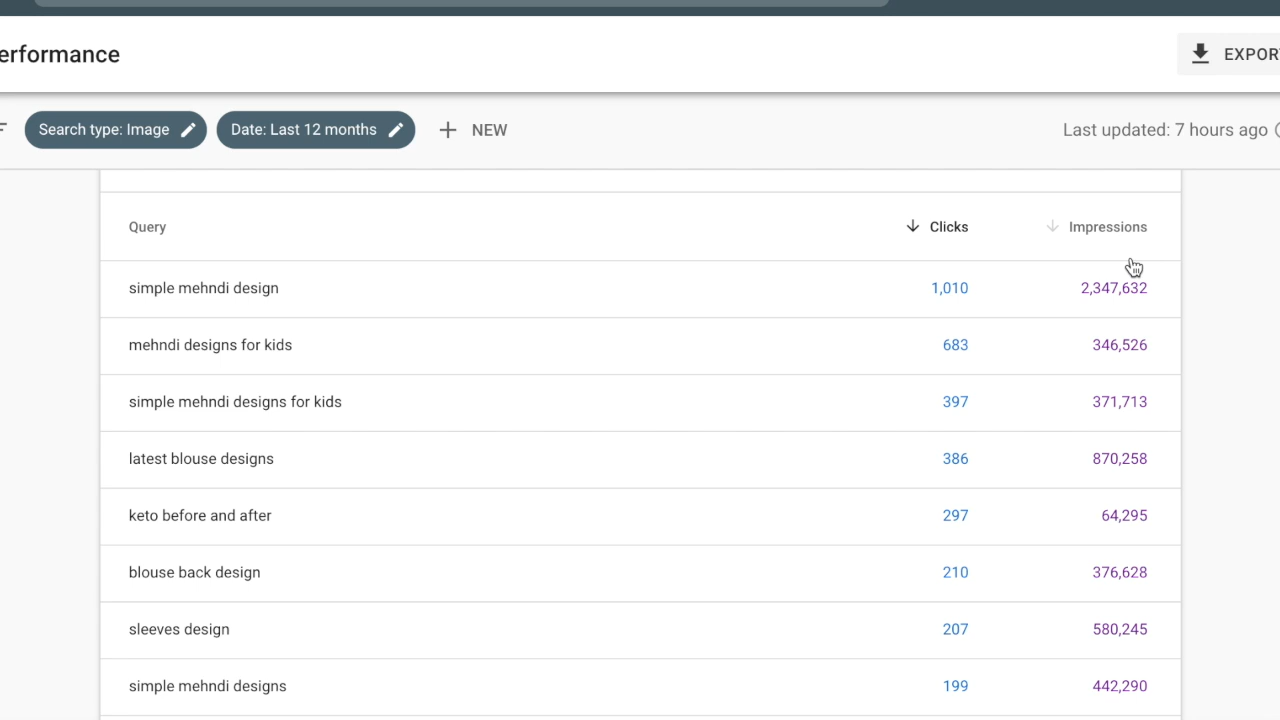 erformance
EXPOR
Search type: Image
Date: Last 12 months
NEW
Last updated: 7 hours ago
Query Clicks Impressions
simple mehndi design 1,010 2,347,632
mehndi designs for kids 683 346,526
simple mehndi designs for kids 397 371,713
latest blouse designs 386 870,258
keto before and after 297 64,295
blouse back design 210 376,628
sleeves design 207 580,245
simple mehndi designs 199 442,290